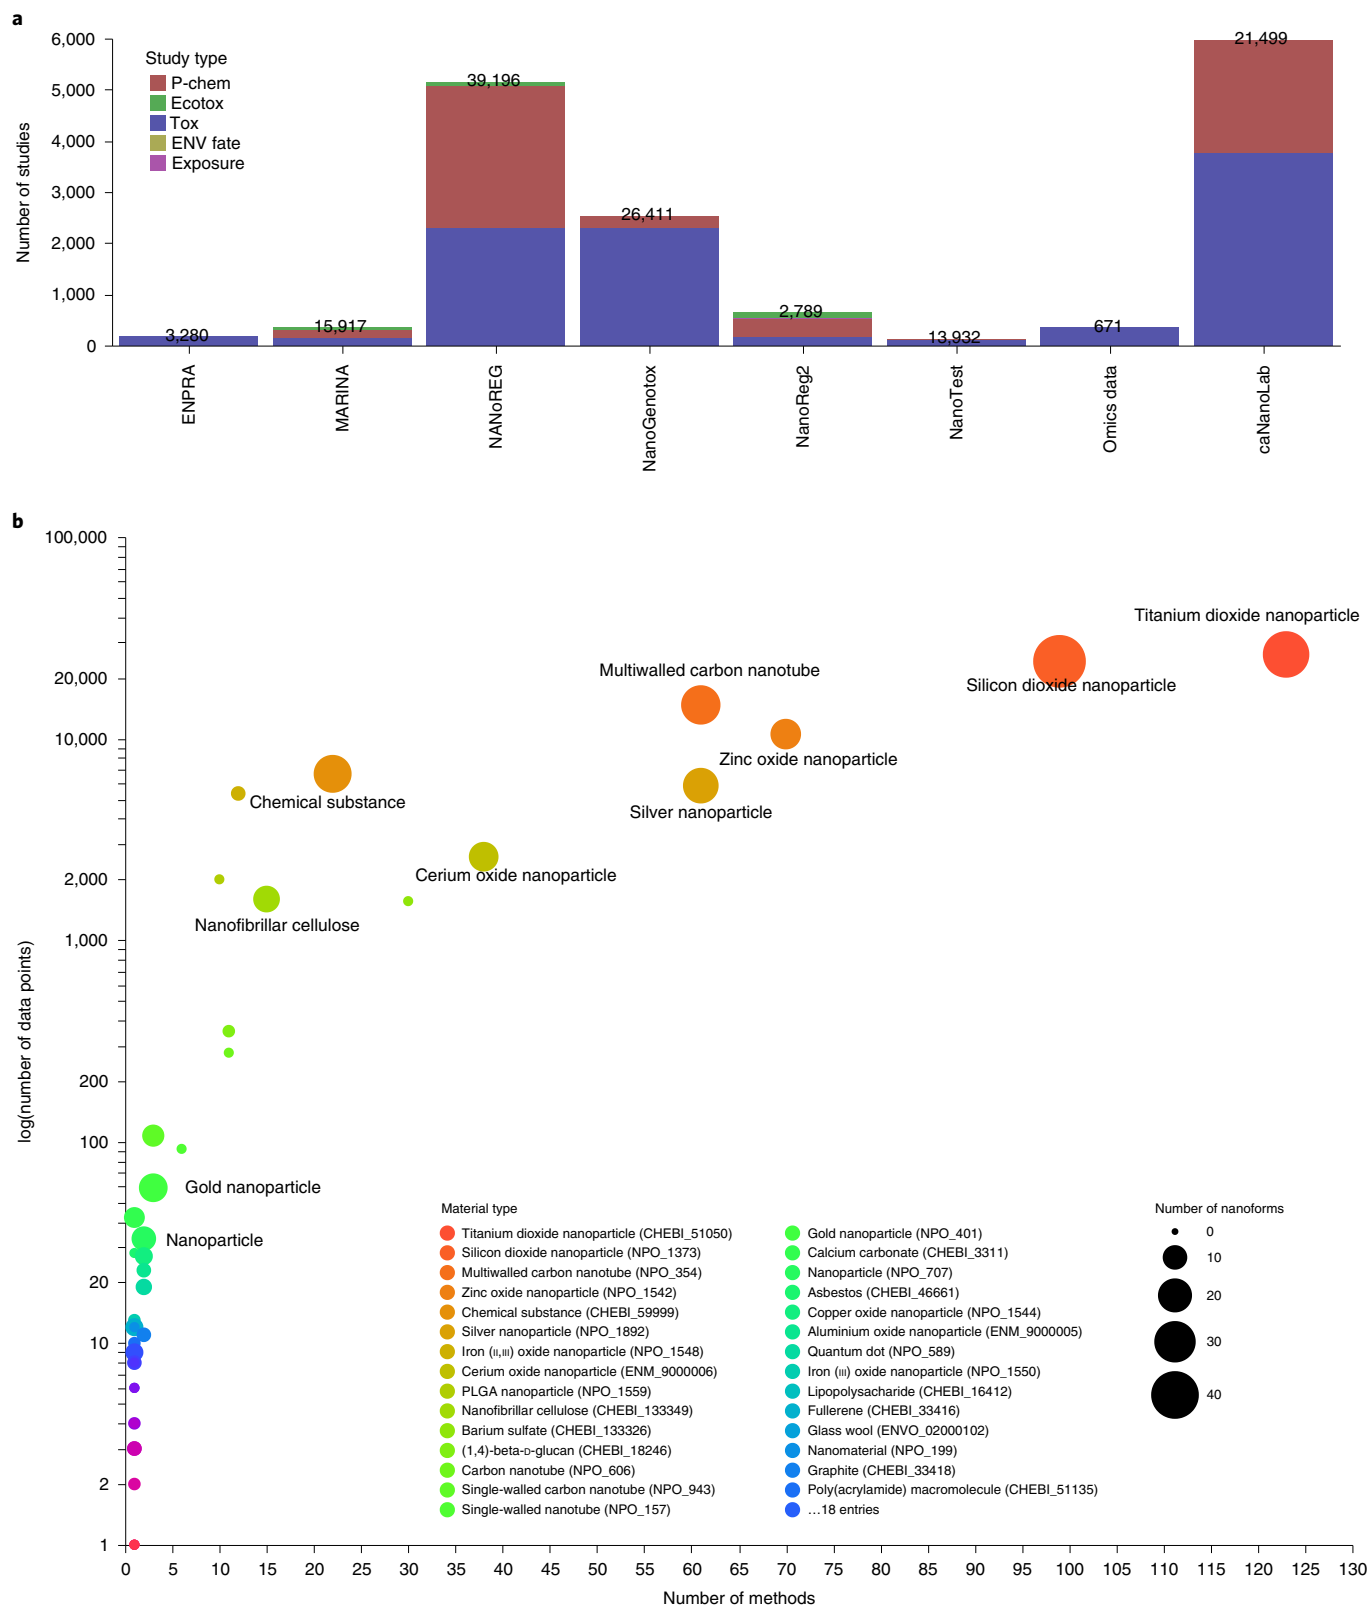 a
6,000
5,000
4,000
3,000
2,000
1,000
0
Number of studies
Study type
P-chem
Ecotox
Tox
ENV fate
Exposure
3,280
15,917
39,196
26,411
2,789
13,932
671
21,499
ENPRA
MARINA
NANoREG
NanoGenotox
NanoReg2
NanoTest
Omics data
caNanoLab
b
100,000
20,000
10,000
2,000
1,000
200
100
20
10
2
1
log(number of data points)
Titanium dioxide nanoparticle
Multiwalled carbon nanotube
Silicon dioxide nanoparticle
Zinc oxide nanoparticle
Chemical substance
Silver nanoparticle
Cerium oxide nanoparticle
Nanofibrillar cellulose
Gold nanoparticle
Nanoparticle
Material type
Titanium dioxide nanoparticle (CHEBI_51050)
Silicon dioxide nanoparticle (NPO_1373)
Multiwalled carbon nanotube (NPO_354)
Zinc oxide nanoparticle (NPO_1542)
Chemical substance (CHEBI_59999)
Silver nanoparticle (NPO_1892)
Iron (II,III) oxide nanoparticle (NPO_1548)
Cerium oxide nanoparticle (ENM_9000006)
PLGA nanoparticle (NPO_1559)
Nanofibrillar cellulose (CHEBI_133349)
Barium sulfate (CHEBI_133326)
(1,4)-beta-D-glucan (CHEBI_18246)
Carbon nanotube (NPO_606)
Single-walled carbon nanotube (NPO_943)
Single-walled nanotube (NPO_157)
Gold nanoparticle (NPO_401)
Calcium carbonate (CHEBI_3311)
Nanoparticle (NPO_707)
Asbestos (CHEBI_46661)
Copper oxide nanoparticle (NPO_1544)
Aluminium oxide nanoparticle (ENM_9000005)
Quantum dot (NPO_589)
Iron (III) oxide nanoparticle (NPO_1550)
Lipopolysacharide (CHEBI_16412)
Fullerene (CHEBI_33416)
Glass wool (ENVO_02000102)
Nanomaterial (NPO_199)
Graphite (CHEBI_33418)
Poly(acrylamide) macromolecule (CHEBI_51135)
...18 entries
Number of nanoforms
0
10
20
30
40
0 5 10 15 20 25 30 35 40 45 50 55 60 65 70 75 80 85 90 95 100 105 110 115 120 125 130
Number of methods